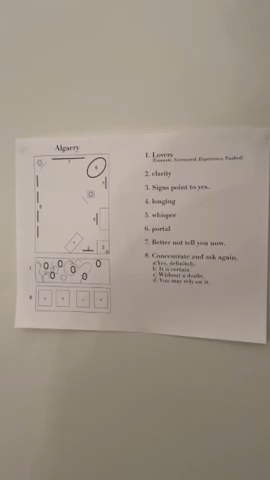 Algarry
1. Lovers
2. clarity
3. Signs point to yes.
4. longing
5. whisper
6. portal
7. Better not tell you now.
8. Concentrate and ask again.
a. Yes, definitely.
b. It is certain.
c. Without a doubt.
d. You may rely on it.